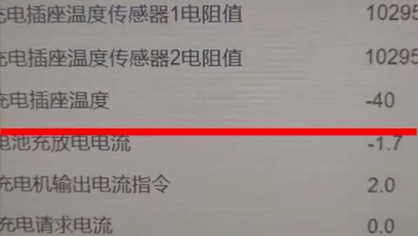 充电插座温度传感器1电阻值 10295
充电插座温度传感器2电阻值 10295
充电插座温度 -40
电池充放电电流 -1.7
充电机输出电流指令 2.0
充电请求电流 0.0